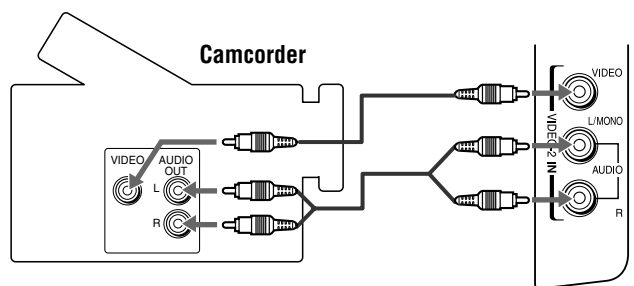 Camcorder
VIDEO
AUDIO
OUT
L
R
VIDEO 2 IN
VIDEO
L/MONO
AUDIO
R